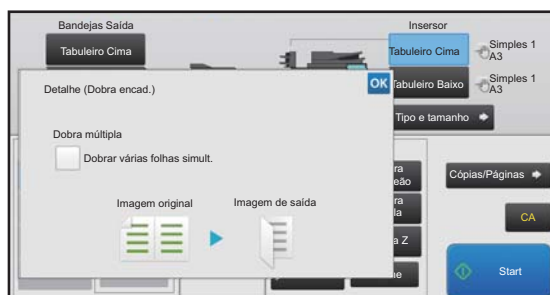 Bandejas Saída
Insersor
Tabuleiro Cima
Tabuleiro Cima
Simples 1
A3
Detalhe (Dobra encad.)
OK
Tabuleiro Baixo
Simples 1
A3
Tipo e tamanho
Dobra múltipla
Dobrar várias folhas simult.
Cópias/Páginas
Imagem original
Imagem de saída
CA
Z
Start